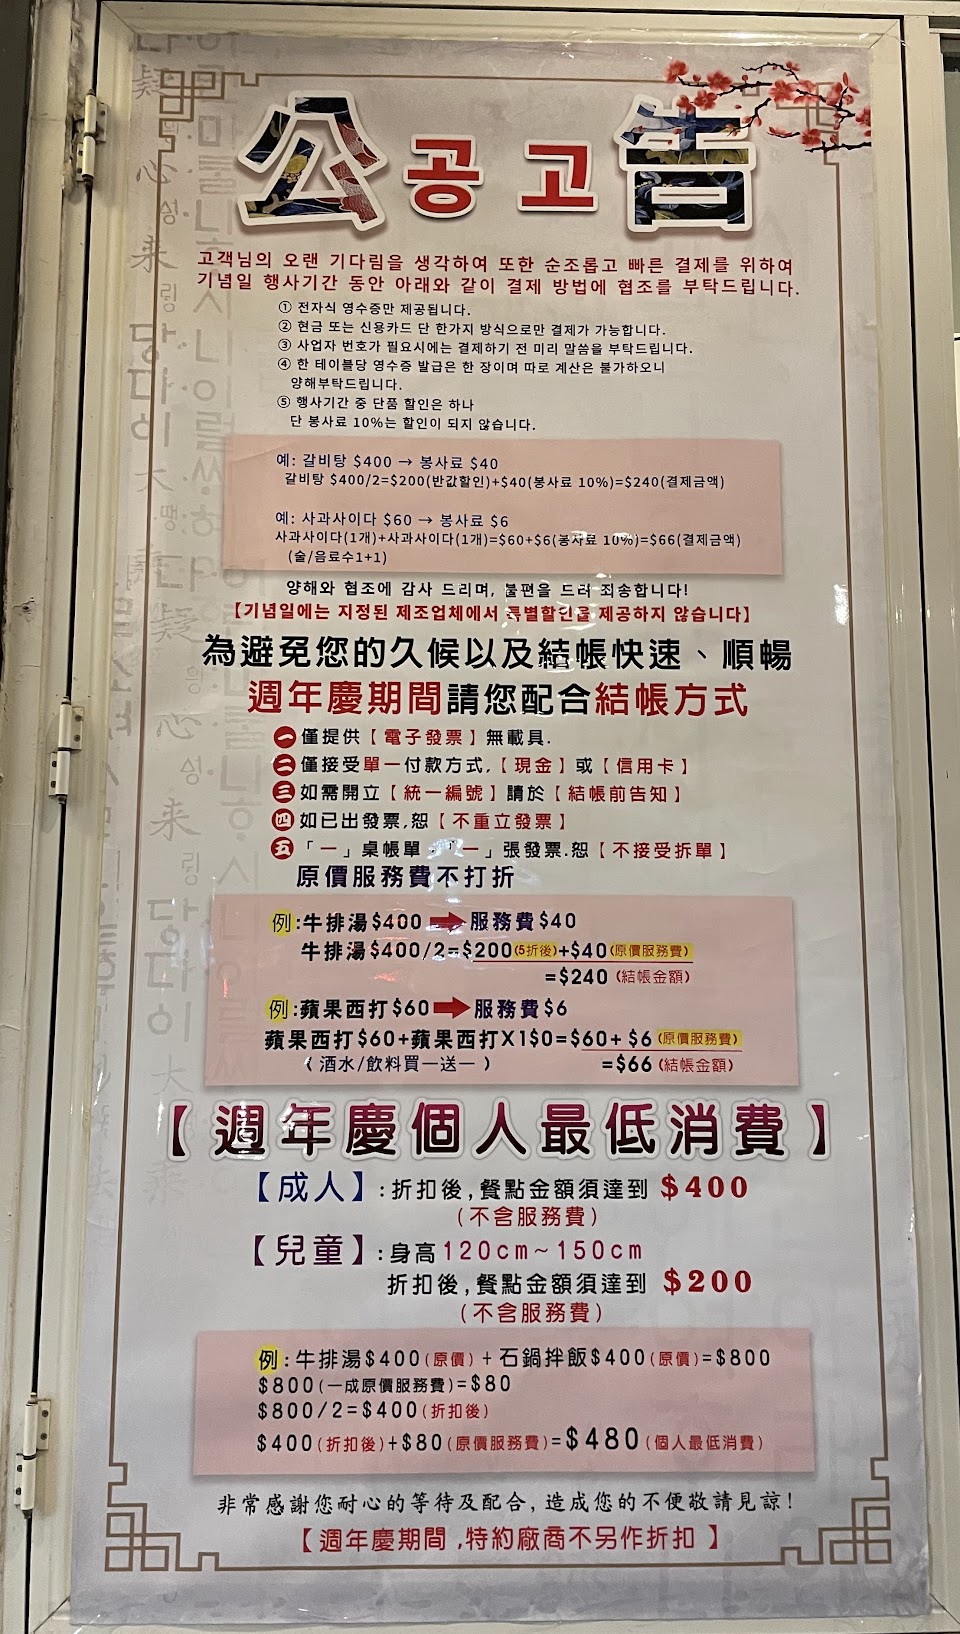 公공고告
고객님의 오랜 기다림을 생각하여 또한 순조롭고 빠른 결제를 위하여
기념일 행사기간 동안 아래와 같이 결제 방법에 협조를 부탁드립니다.
① 전자식 영수증만 제공됩니다.
② 현금 또는 신용카드 단 한가지 방식으로만 결제가 가능합니다.
③ 사업자 번호가 필요시에는 결제하기 전 미리 말씀을 부탁드립니다.
④ 한 테이블당 영수증 발급은 한 장이며 따로 계산은 불가하오니
양해부탁드립니다.
⑤ 행사기간 중 단품 할인은 하나
단 봉사료 10%는 할인이 되지 않습니다.
예: 갈비탕 $400 → 봉사료 $40
갈비탕 $400/2=$200(반값할인)+$40(봉사료 10%)=$240(결제금액)
예: 사과사이다 $60 → 봉사료 $6
사과사이다(1개)+사과사이다(1개)=$60+$6(봉사료 10%)=$66(결제금액)
(술/음료수1+1)
양해와 협조에 감사 드리며, 불편을 드려 죄송합니다!
【기념일에는 지정된 제조업체에서 특별할인을 제공하지 않습니다】
為避免您的久候以及結帳快速、順暢
週年慶期間請您配合結帳方式
一 僅提供【電子發票】無載具.
二 僅接受單一付款方式,【現金】或【信用卡】
三 如需開立【統一編號】請於【結帳前告知】
四 如已出發票,恕【不重立發票】
五 「一」桌帳單,「一」張發票.恕【不接受拆單】
原價服務費不打折
例:牛排湯$400➡服務費$40
牛排湯$400/2=$200(5折後)+$40(原價服務費)
=$240(結帳金額)
例:蘋果西打$60➡服務費$6
蘋果西打$60+蘋果西打X1$0=$60+ $6(原價服務費)
(酒水/飲料買一送一)
=$66(結帳金額)
【週年慶個人最低消費】
【成人】:折扣後,餐點金額須達到 $400
(不含服務費)
【兒童】:身高120cm~150cm
折扣後,餐點金額須達到 $200
(不含服務費)
例:牛排湯$400(原價)+石鍋拌飯$400(原價)=$800
$800(一成原價服務費)=$80
$800/2=$400(折扣後)
$400(折扣後)+$80(原價服務費)=$480(個人最低消費)
非常感謝您耐心的等待及配合,造成您的不便敬請見諒!
【週年慶期間,特約廠商不另作折扣】